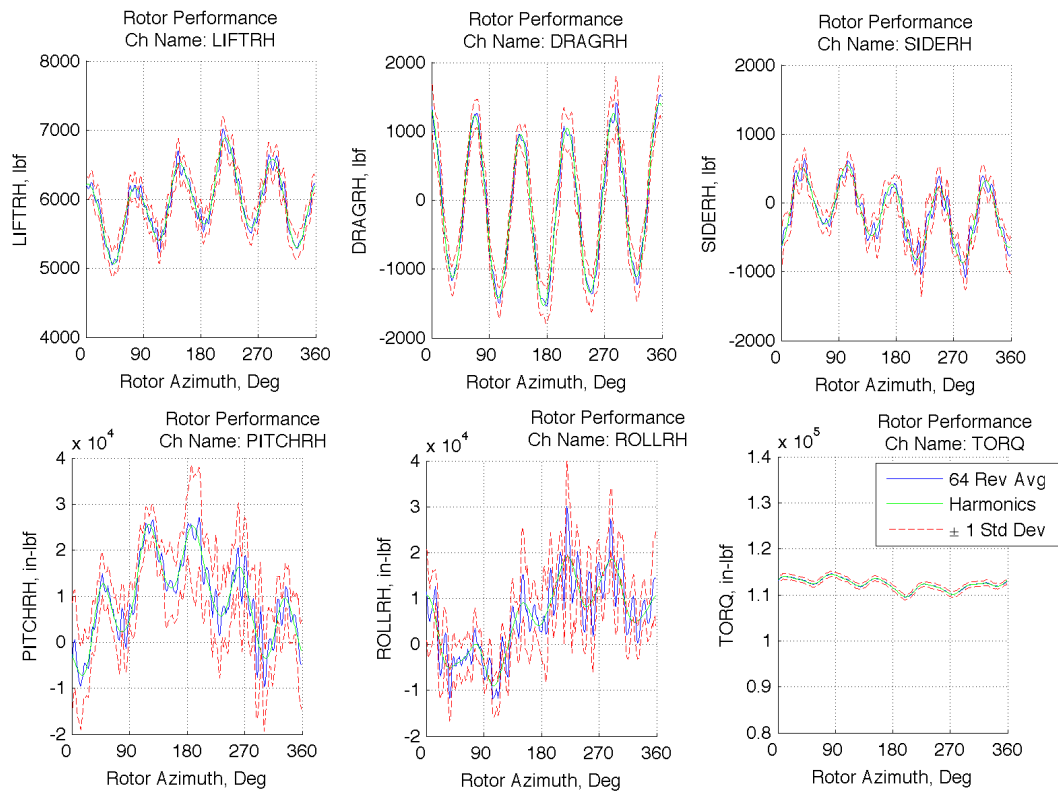 Rotor Performance
Ch Name: LIFTRH
8000
7000
6000
5000
4000
LIFTRH, lbf
0 90 180 270 360
Rotor Azimuth, Deg
Rotor Performance
Ch Name: DRAGRH
2000
1000
0
-1000
-2000
DRAGRH, lbf
0 90 180 270 360
Rotor Azimuth, Deg
Rotor Performance
Ch Name: SIDERH
2000
1000
0
-1000
-2000
SIDERH, lbf
0 90 180 270 360
Rotor Azimuth, Deg
Rotor Performance
x 10^4 Ch Name: PITCHRH
4
3
2
1
0
-1
-2
PITCHRH, in-lbf
0 90 180 270 360
Rotor Azimuth, Deg
Rotor Performance
x 10^4 Ch Name: ROLLRH
4
3
2
1
0
-1
-2
ROLLRH, in-lbf
0 90 180 270 360
Rotor Azimuth, Deg
Rotor Performance
Ch Name: TORQ
x 10^5
1.4
1.3
1.2
1.1
1
0.9
0.8
TORQ, in-lbf
64 Rev Avg
Harmonics
± 1 Std Dev
0 90 180 270 360
Rotor Azimuth, Deg